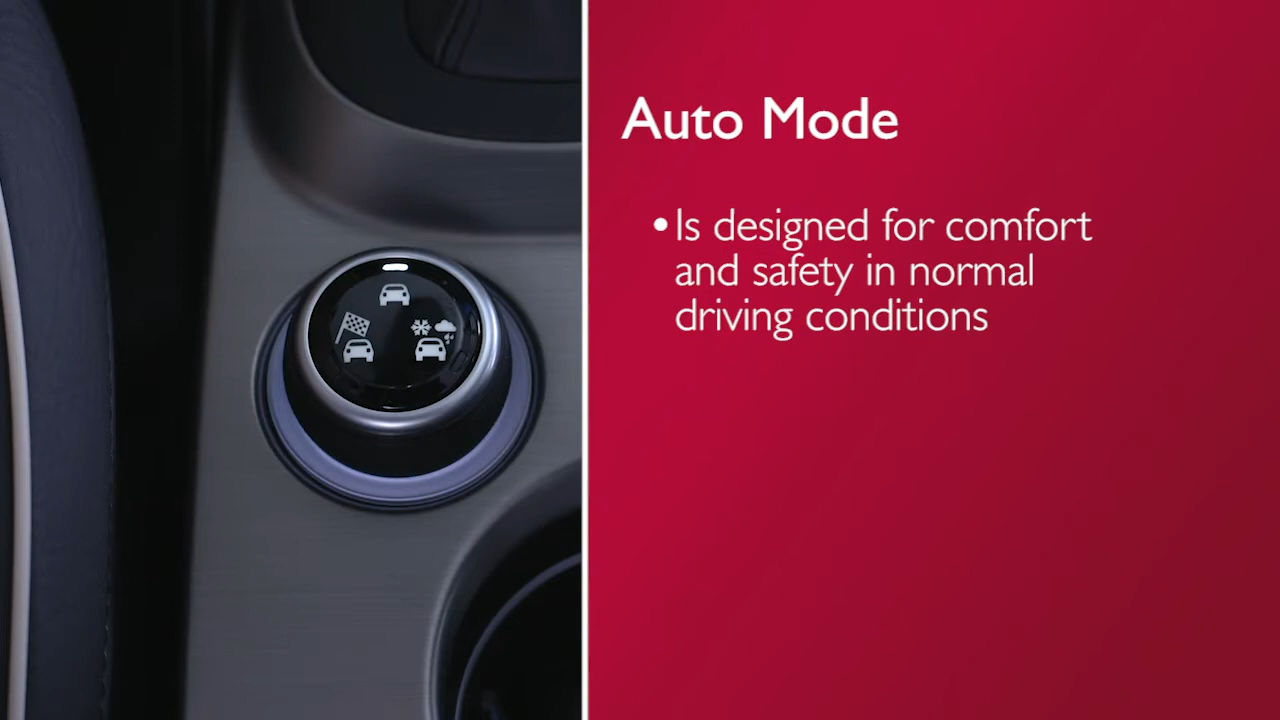 Auto Mode
•Is designed for comfort
and safety in normal
driving conditions